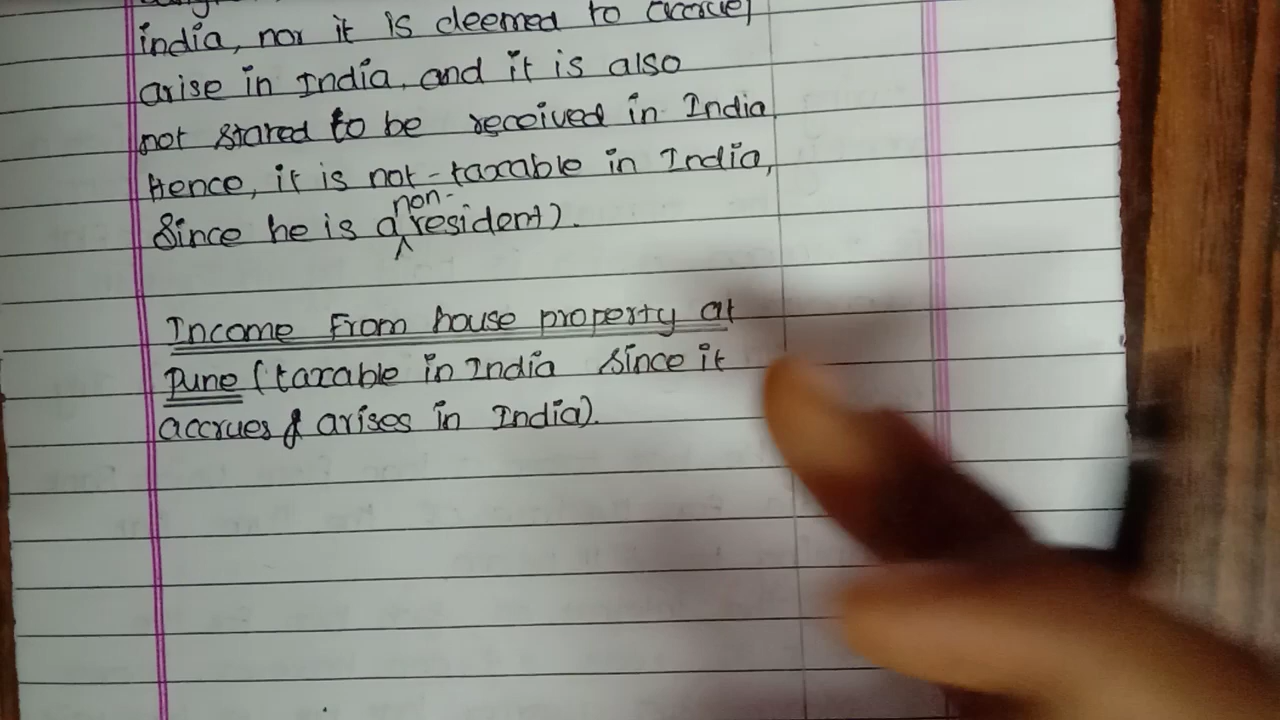 india, nor it is deemed to accrue/
arise in India, and it is also
not stared to be received in India
Hence, it is not-taxable in India,
non-
Since he is a resident).
Income From house property at
Pune (taxable in India since it
accrues & arises in India).